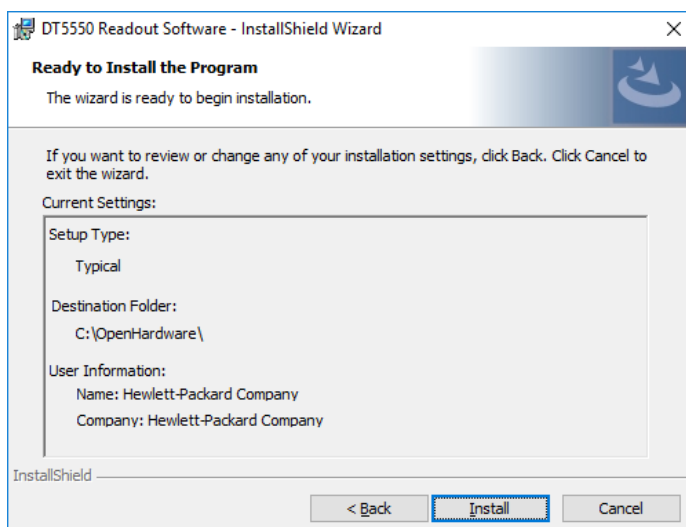 DT5550 Readout Software - InstallShield Wizard
Ready to Install the Program
The wizard is ready to begin installation.
If you want to review or change any of your installation settings, click Back. Click Cancel to
exit the wizard.
Current Settings:
Setup Type:
Typical
Destination Folder:
C:\OpenHardware\
User Information:
Name: Hewlett-Packard Company
Company: Hewlett-Packard Company
InstallShield
< Back
Install
Cancel